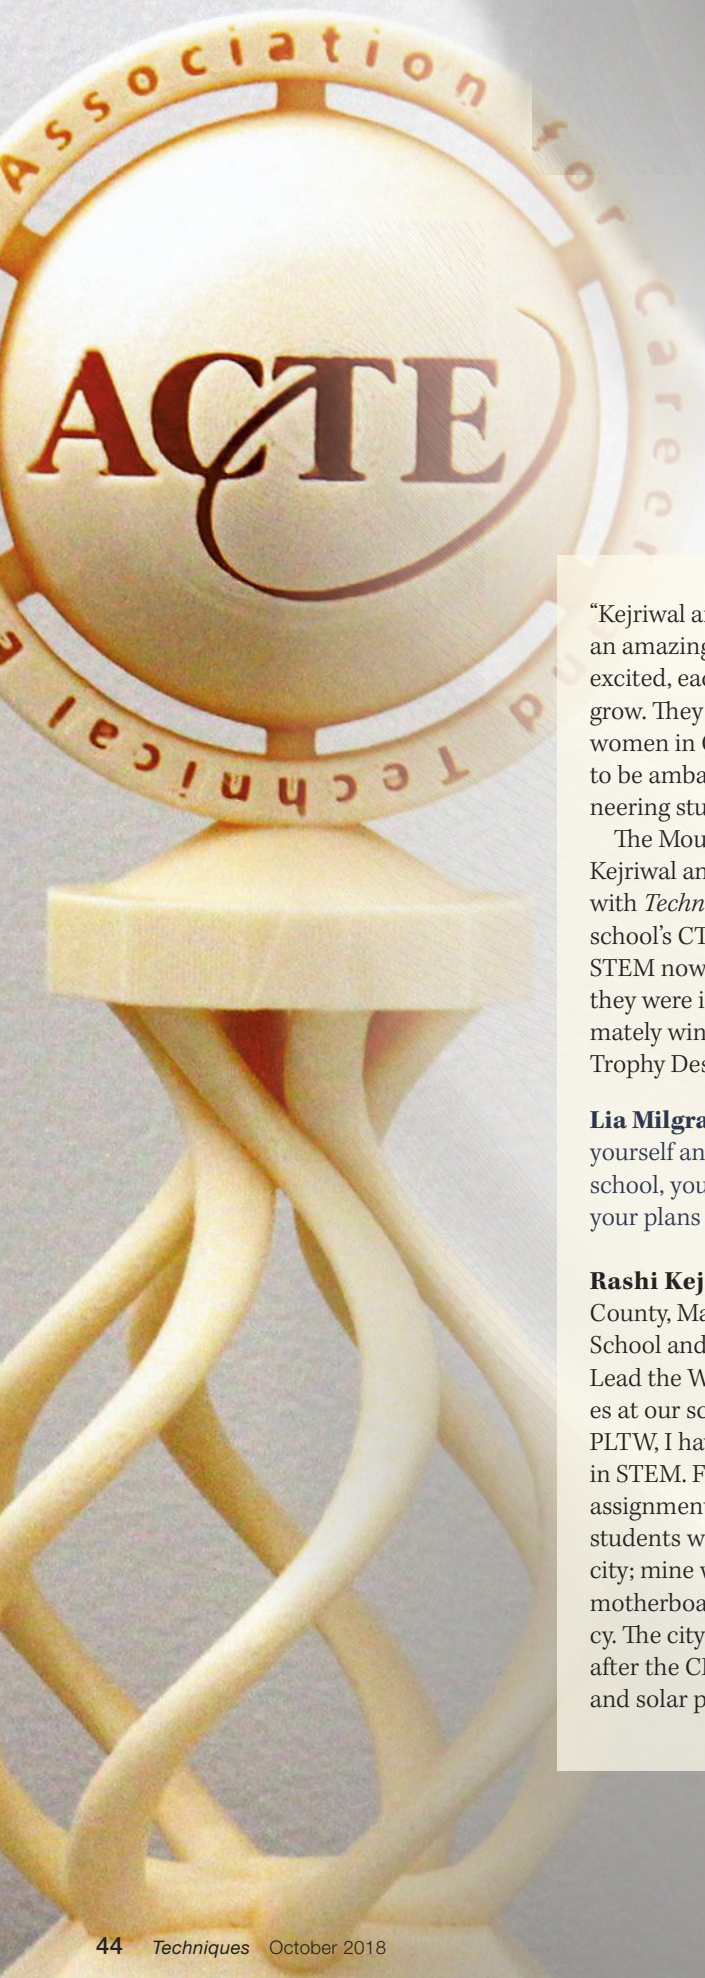 Association for Career and Technical E
ACTE
“Kejriwal a
an amazing
excited, eac
grow. They
women in C
to be amba
neering stu
The Mou
Kejriwal an
with Techn
school’s CT
STEM now
they were i
mately win
Trophy Des
Lia Milgra
yourself an
school, you
your plans
Rashi Kej
County, Ma
School and
Lead the W
es at our sc
PLTW, I hav
in STEM. F
assignment
students w
city; mine w
motherboa
cy. The city
after the CP
and solar p
44 Techniques October 2018